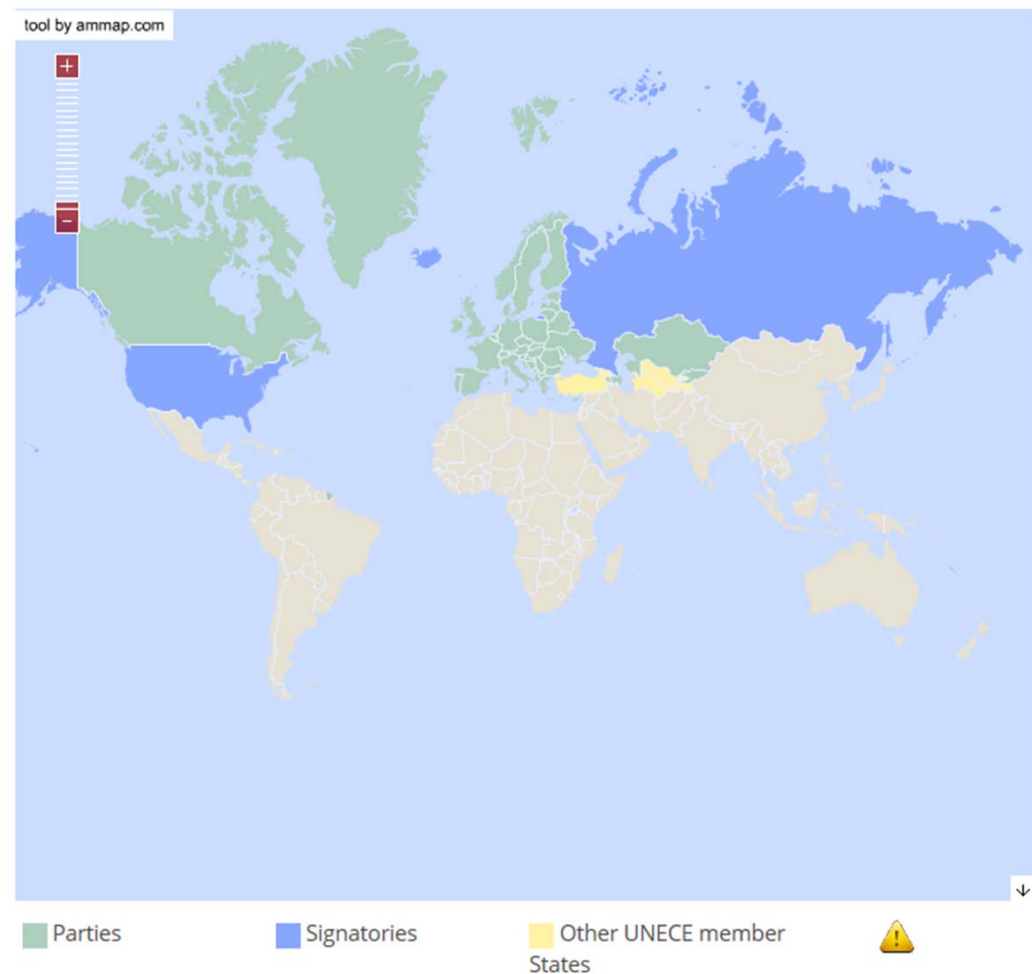 tool by ammap.com
+
−
Parties
Signatories
Other UNECE member
States